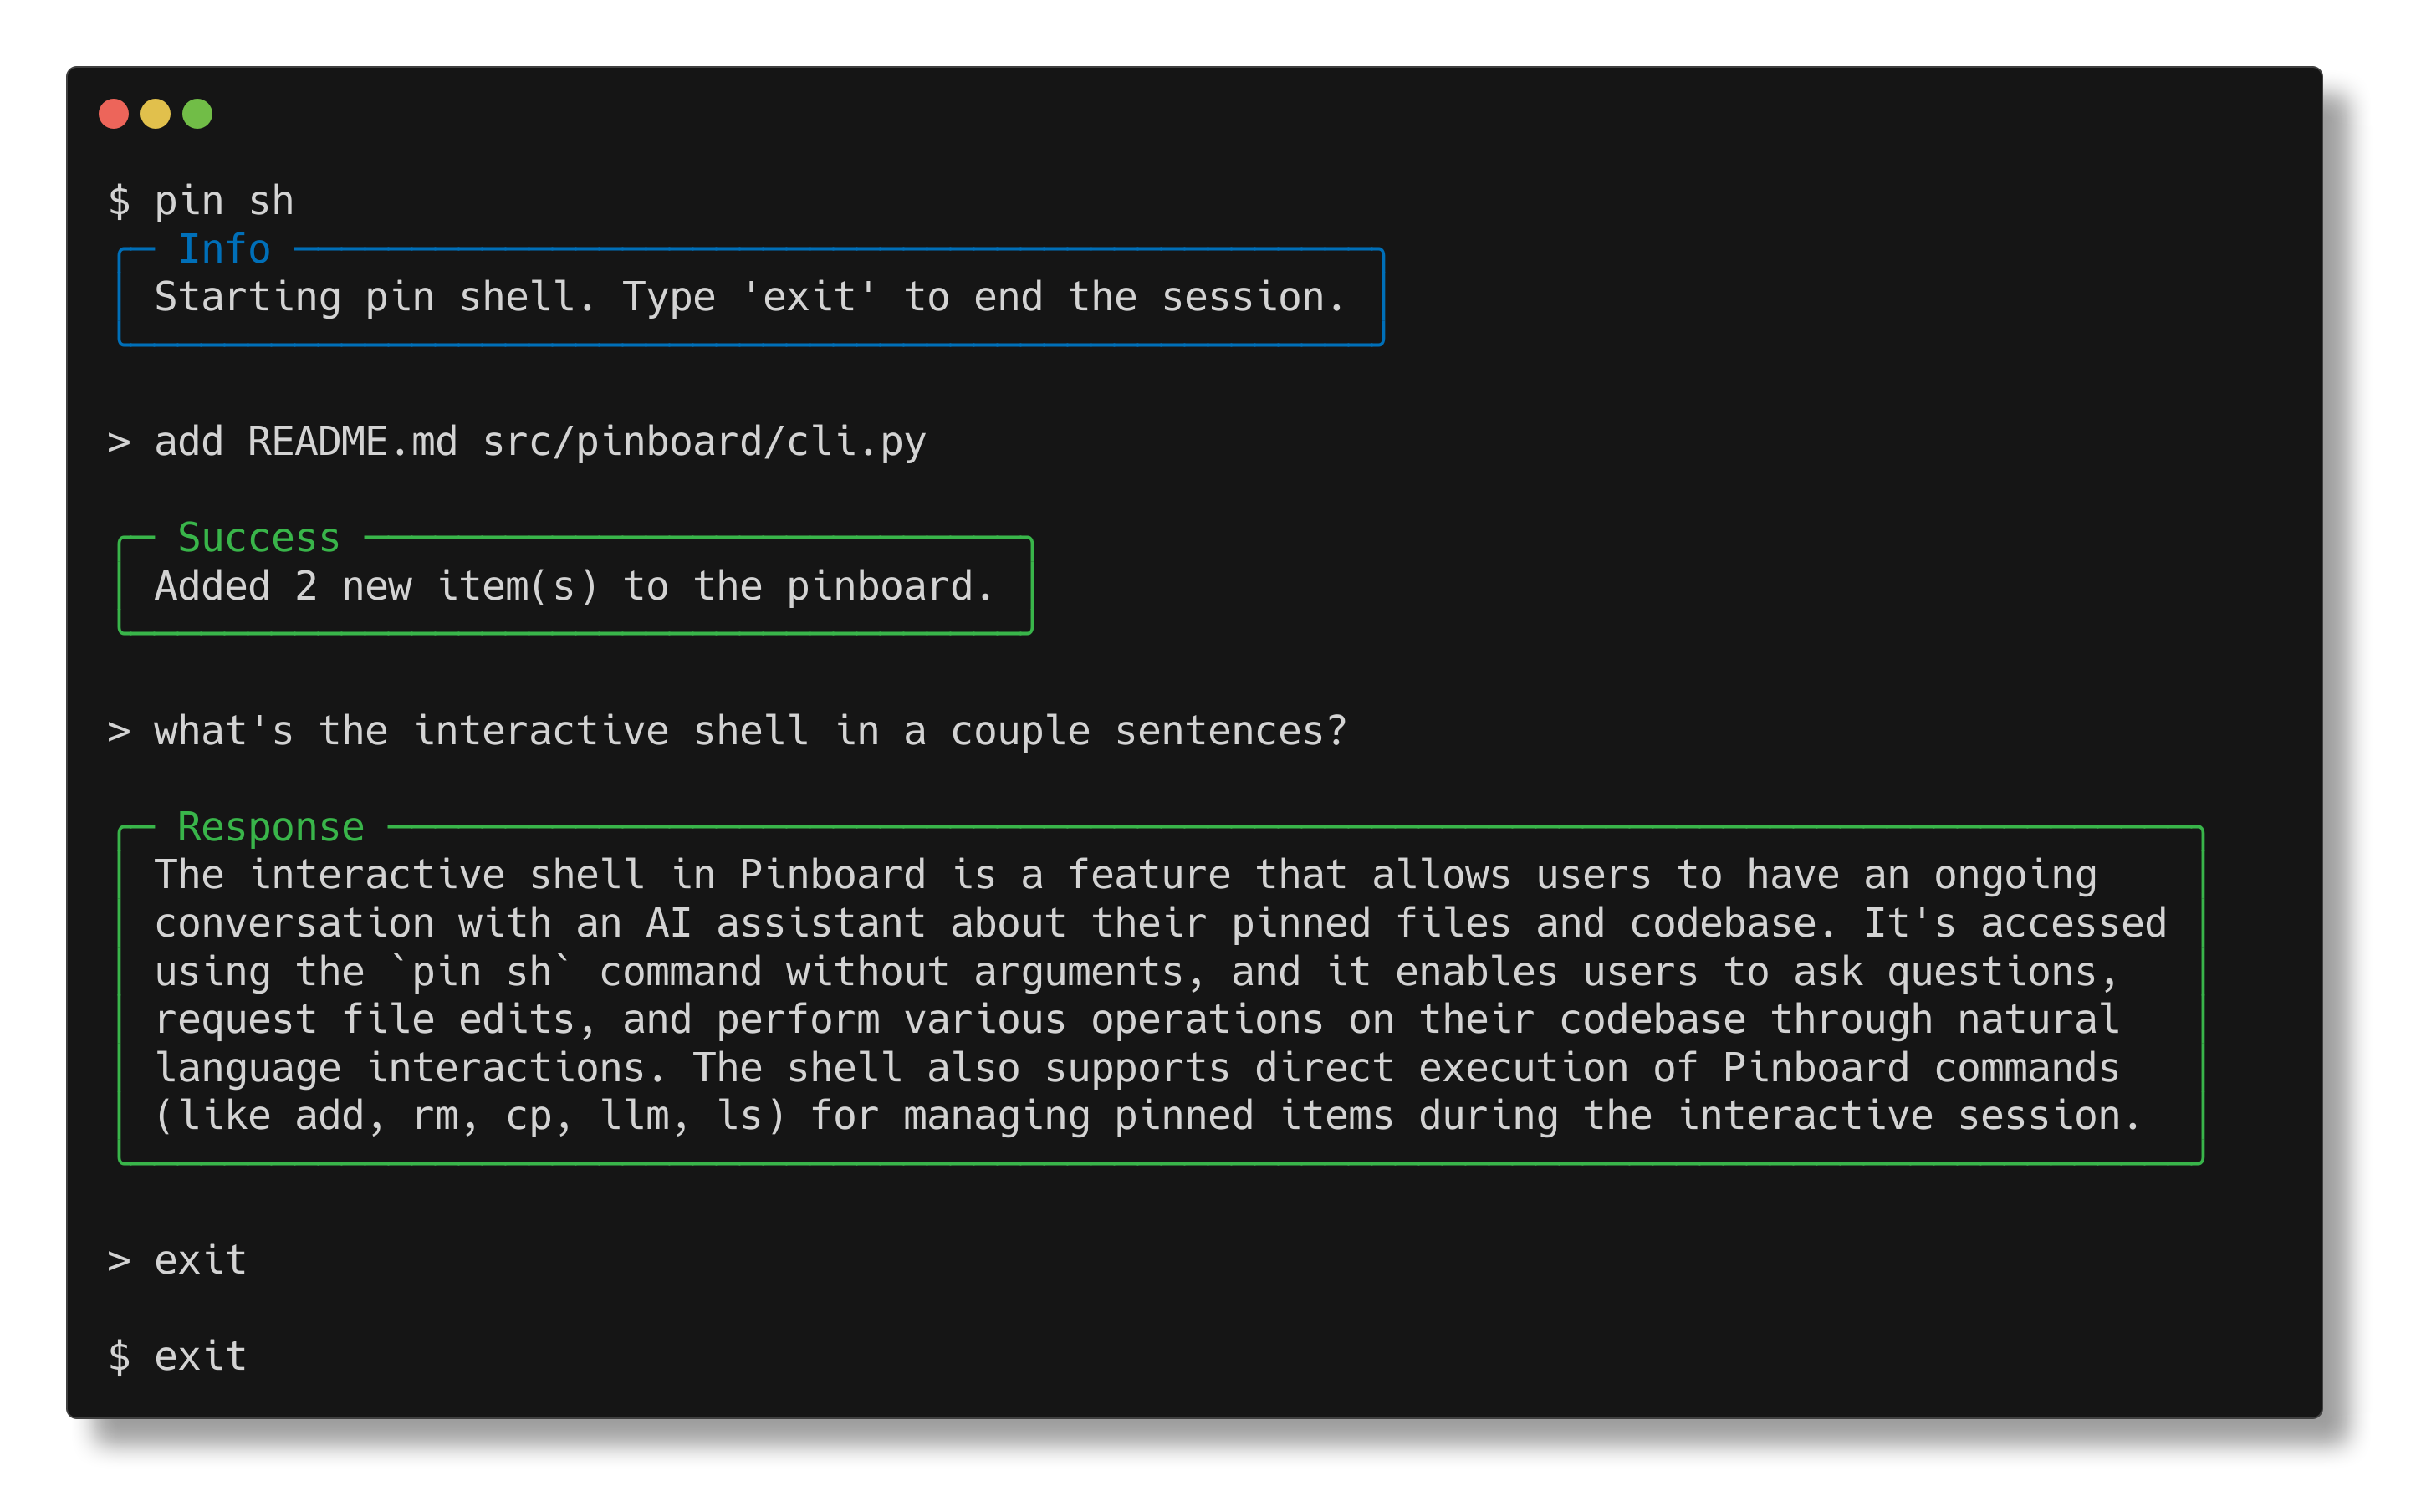 $ pin sh
Info
Starting pin shell. Type 'exit' to end the session.
> add README.md src/pinboard/cli.py
Success
Added 2 new item(s) to the pinboard.
> what's the interactive shell in a couple sentences?
Response
The interactive shell in Pinboard is a feature that allows users to have an ongoing
conversation with an AI assistant about their pinned files and codebase. It's accessed
using the `pin sh` command without arguments, and it enables users to ask questions,
request file edits, and perform various operations on their codebase through natural
language interactions. The shell also supports direct execution of Pinboard commands
(like add, rm, cp, llm, ls) for managing pinned items during the interactive session.
> exit
$ exit